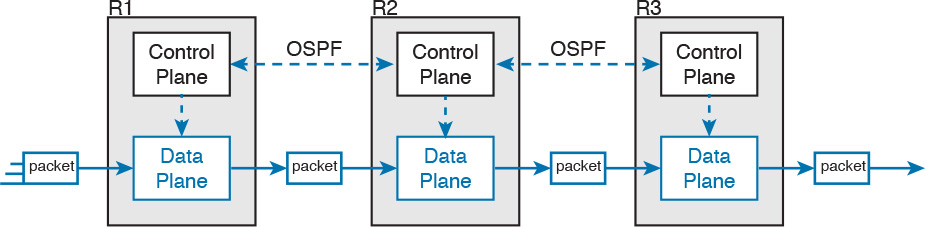 R1
R2
R3
Control
Plane
OSPF
Control
Plane
OSPF
Control
Plane
packet
Data
Plane
packet
Data
Plane
packet
Data
Plane
packet